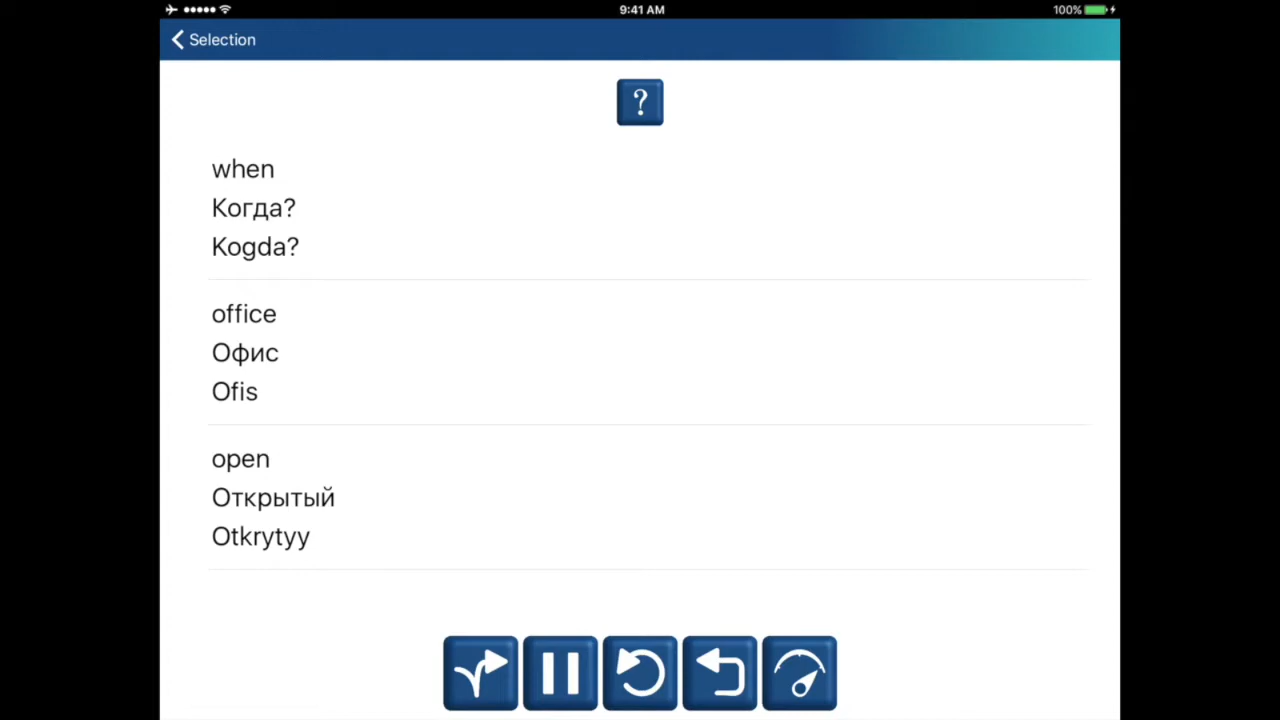 9:41 AM
100%
Selection
?
when
Когда?
Kogda?
office
Офис
Ofis
open
Открытый
Otkrytyy